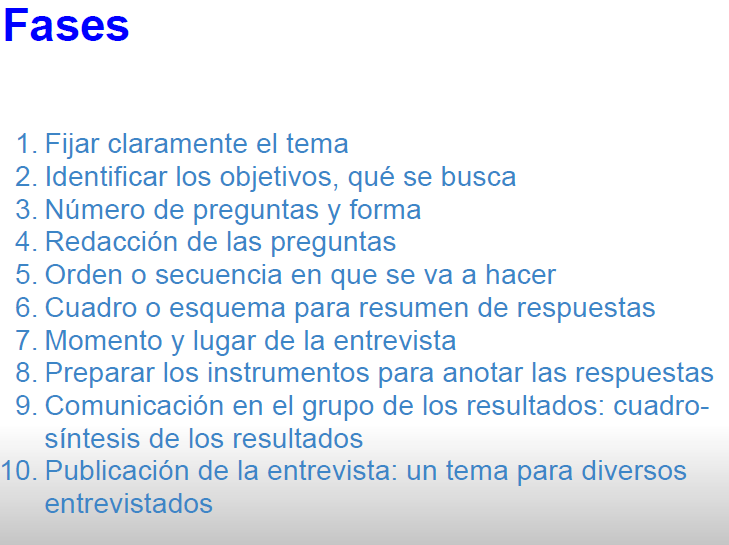 Fases
1. Fijar claramente el tema
2. Identificar los objetivos, qué se busca
3. Número de preguntas y forma
4. Redacción de las preguntas
5. Orden o secuencia en que se va a hacer
6. Cuadro o esquema para resumen de respuestas
7. Momento y lugar de la entrevista
8. Preparar los instrumentos para anotar las respuestas
9. Comunicación en el grupo de los resultados: cuadro-
síntesis de los resultados
10. Publicación de la entrevista: un tema para diversos
entrevistados